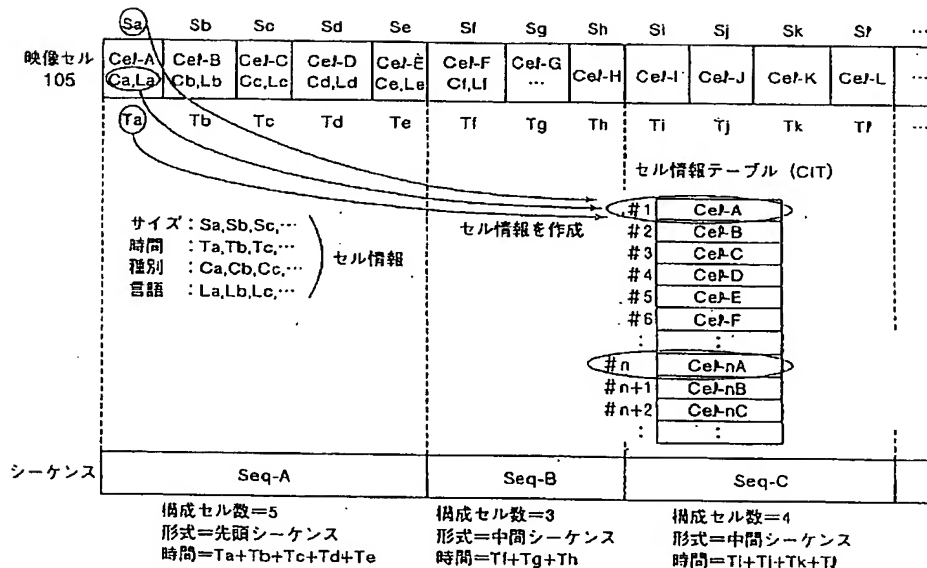 Sa Sb Sc Sd Se Sf Sg Sh Si Sj Sk Sℓ …
映像セル 105
Ceℓ-A Ceℓ-B Ceℓ-C Ceℓ-D Ceℓ-E Ceℓ-F Ceℓ-G Ceℓ-H Ceℓ-I Ceℓ-J Ceℓ-K Ceℓ-L …
Ca,La Cb,Lb Cc,Lc Cd,Ld Ce,Le Cf,Lf …
Ta Tb Tc Td Te Tf Tg Th Ti Tj Tk Tℓ …
セル情報テーブル (CIT)
サイズ:Sa,Sb,Sc,…
時間:Ta,Tb,Tc,…
種別:Ca,Cb,Cc,…
言語:La,Lb,Lc,…
セル情報
セル情報を作成
#1 Ceℓ-A
#2 Ceℓ-B
#3 Ceℓ-C
#4 Ceℓ-D
#5 Ceℓ-E
#6 Ceℓ-F
: :
#n Ceℓ-nA
#n+1 Ceℓ-nB
#n+2 Ceℓ-nC
: :
シーケンス Seq-A Seq-B Seq-C
構成セル数=5
形式=先頭シーケンス
時間=Ta+Tb+Tc+Td+Te
構成セル数=3
形式=中間シーケンス
時間=Tf+Tg+Th
構成セル数=4
形式=中間シーケンス
時間=Ti+Tj+Tk+Tℓ